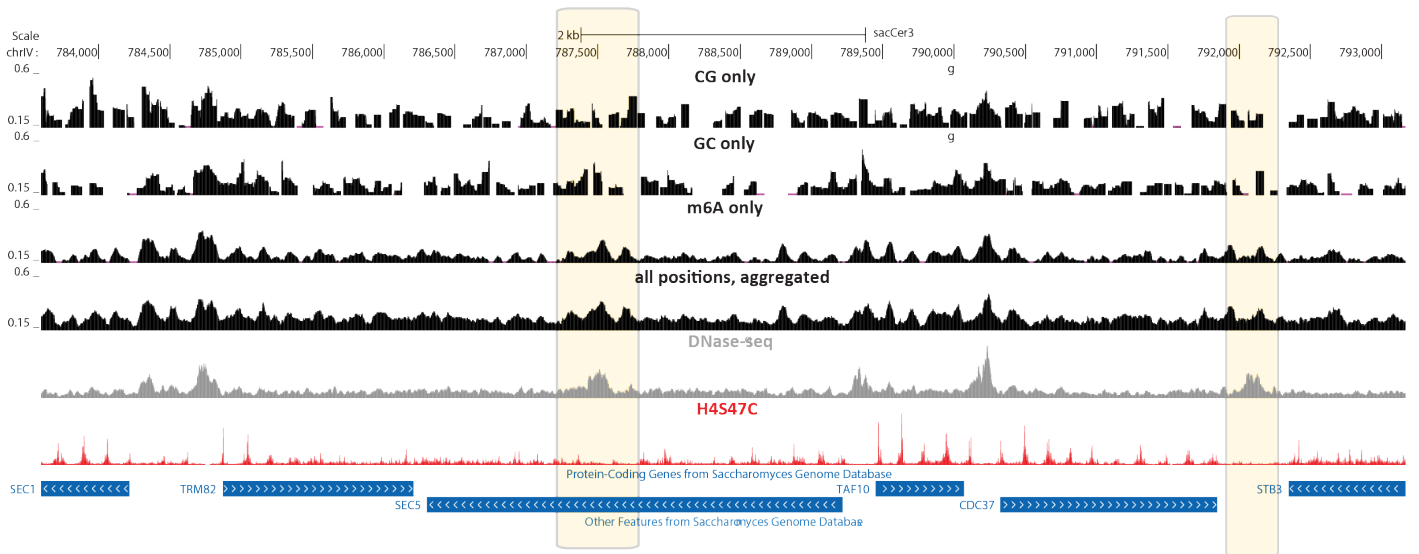 Scale 2 kb sacCer3
chrIV : 784,000 784,500 785,000 785,500 786,000 786,500 787,000 787,500 788,000 788,500 789,000 789,500 790,000 790,500 791,000 791,500 792,000 792,500 793,000
0.6 g
CG only
0.15
0.6 g
GC only
0.15
0.6
m6A only
0.15
0.6
all positions, aggregated
0.15
DNase-seq
H4S47C
Protein-Coding Genes from Saccharomyces Genome Database
SEC1 TRM82 TAF10 STB3
SEC5 CDC37
Other Features from Saccharomyces Genome Database